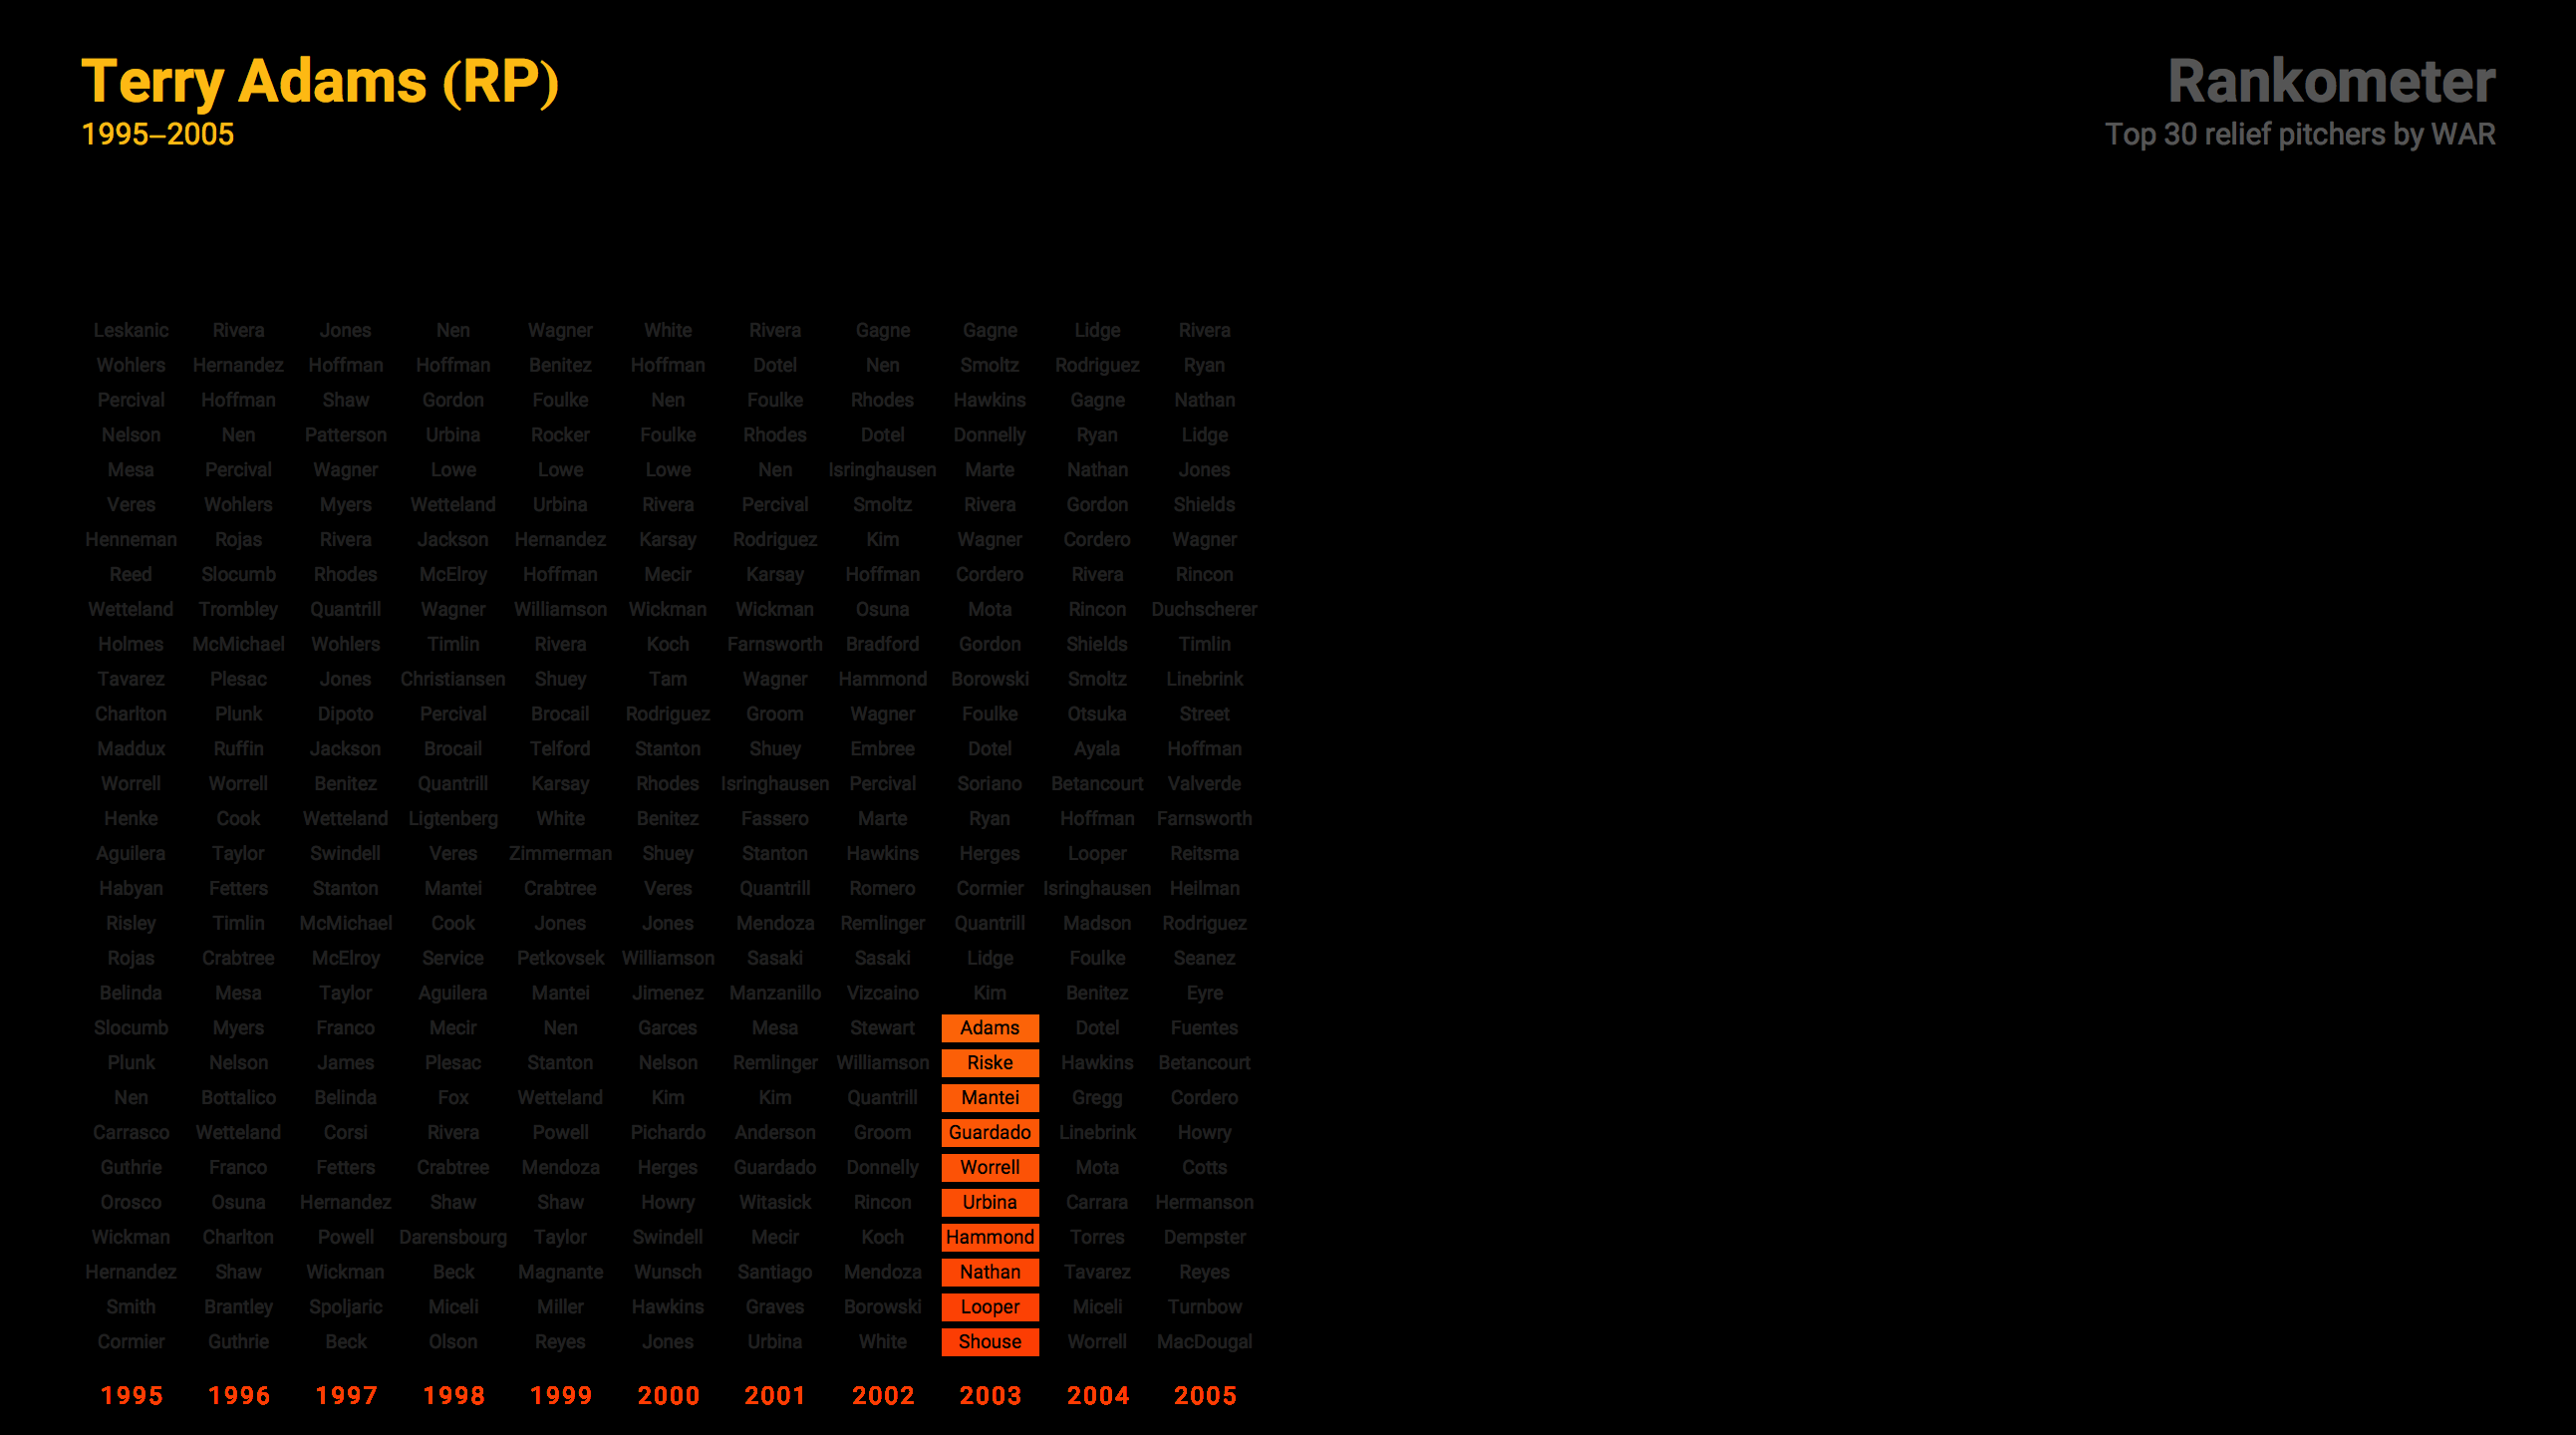 Terry Adams (RP)
1995–2005
Rankometer
Top 30 relief pitchers by WAR
Leskanic Rivera Jones Nen Wagner White Rivera Gagne Gagne Lidge Rivera
Wohlers Hernandez Hoffman Hoffman Benitez Hoffman Dotel Nen Smoltz Rodriguez Ryan
Percival Hoffman Shaw Gordon Foulke Nen Foulke Rhodes Hawkins Gagne Nathan
Nelson Nen Patterson Urbina Rocker Foulke Rhodes Dotel Donnelly Ryan Lidge
Mesa Percival Wagner Lowe Lowe Lowe Nen Isringhausen Marte Nathan Jones
Veres Wohlers Myers Wetteland Urbina Rivera Percival Smoltz Rivera Gordon Shields
Henneman Rojas Rivera Jackson Hernandez Karsay Rodriguez Kim Wagner Cordero Wagner
Reed Slocumb Rhodes McElroy Hoffman Mecir Karsay Hoffman Cordero Rivera Rincon
Wetteland Trombley Quantrill Wagner Williamson Wickman Wickman Osuna Mota Rincon Duchscherer
Holmes McMichael Wohlers Timlin Rivera Koch Farnsworth Bradford Gordon Shields Timlin
Tavarez Plesac Jones Christiansen Shuey Tam Wagner Hammond Borowski Smoltz Linebrink
Charlton Plunk Dipoto Percival Brocail Rodriguez Groom Wagner Foulke Otsuka Street
Maddux Ruffin Jackson Brocail Telford Stanton Shuey Embree Dotel Ayala Hoffman
Worrell Worrell Benitez Quantrill Karsay Rhodes Isringhausen Percival Soriano Betancourt Valverde
Henke Cook Wetteland Ligtenberg White Benitez Fassero Marte Ryan Hoffman Farnsworth
Aguilera Taylor Swindell Veres Zimmerman Shuey Stanton Hawkins Herges Looper Reitsma
Habyan Fetters Stanton Mantei Crabtree Veres Quantrill Romero Cormier Isringhausen Heilman
Risley Timlin McMichael Cook Jones Jones Mendoza Remlinger Quantrill Madson Rodriguez
Rojas Crabtree McElroy Service Petkovsek Williamson Sasaki Sasaki Lidge Foulke Seanez
Belinda Mesa Taylor Aguilera Mantei Jimenez Manzanillo Vizcaino Kim Benitez Eyre
Slocumb Myers Franco Mecir Nen Garces Mesa Stewart Adams Dotel Fuentes
Plunk Nelson James Plesac Stanton Nelson Remlinger Williamson Riske Hawkins Betancourt
Nen Bottalico Belinda Fox Wetteland Kim Kim Quantrill Mantei Gregg Cordero
Carrasco Wetteland Corsi Rivera Powell Pichardo Anderson Groom Guardado Linebrink Howry
Guthrie Franco Fetters Crabtree Mendoza Herges Guardado Donnelly Worrell Mota Cotts
Orosco Osuna Hernandez Shaw Shaw Howry Witasick Rincon Urbina Carrara Hermanson
Wickman Charlton Powell Darensbourg Taylor Swindell Mecir Koch Hammond Torres Dempster
Hernandez Shaw Wickman Beck Magnante Wunsch Santiago Mendoza Nathan Tavarez Reyes
Smith Brantley Spoljaric Miceli Miller Hawkins Graves Borowski Looper Miceli Turnbow
Cormier Guthrie Beck Olson Reyes Jones Urbina White Shouse Worrell MacDougal
1995 1996 1997 1998 1999 2000 2001 2002 2003 2004 2005